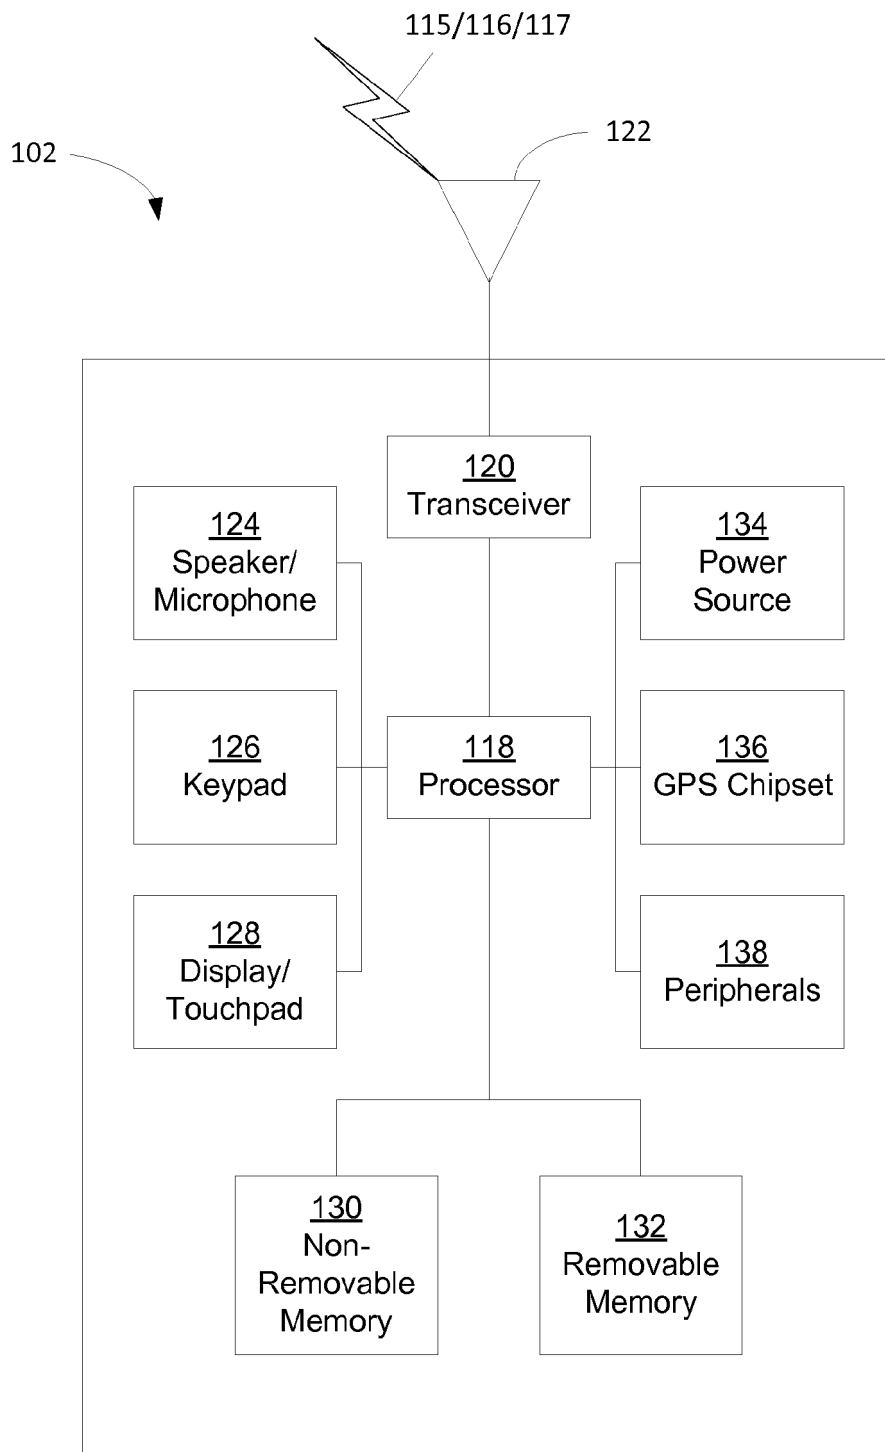 115/116/117
122
102
120
Transceiver
124
Speaker/
Microphone
134
Power
Source
126
Keypad
118
Processor
136
GPS Chipset
128
Display/
Touchpad
138
Peripherals
130
Non-
Removable
Memory
132
Removable
Memory